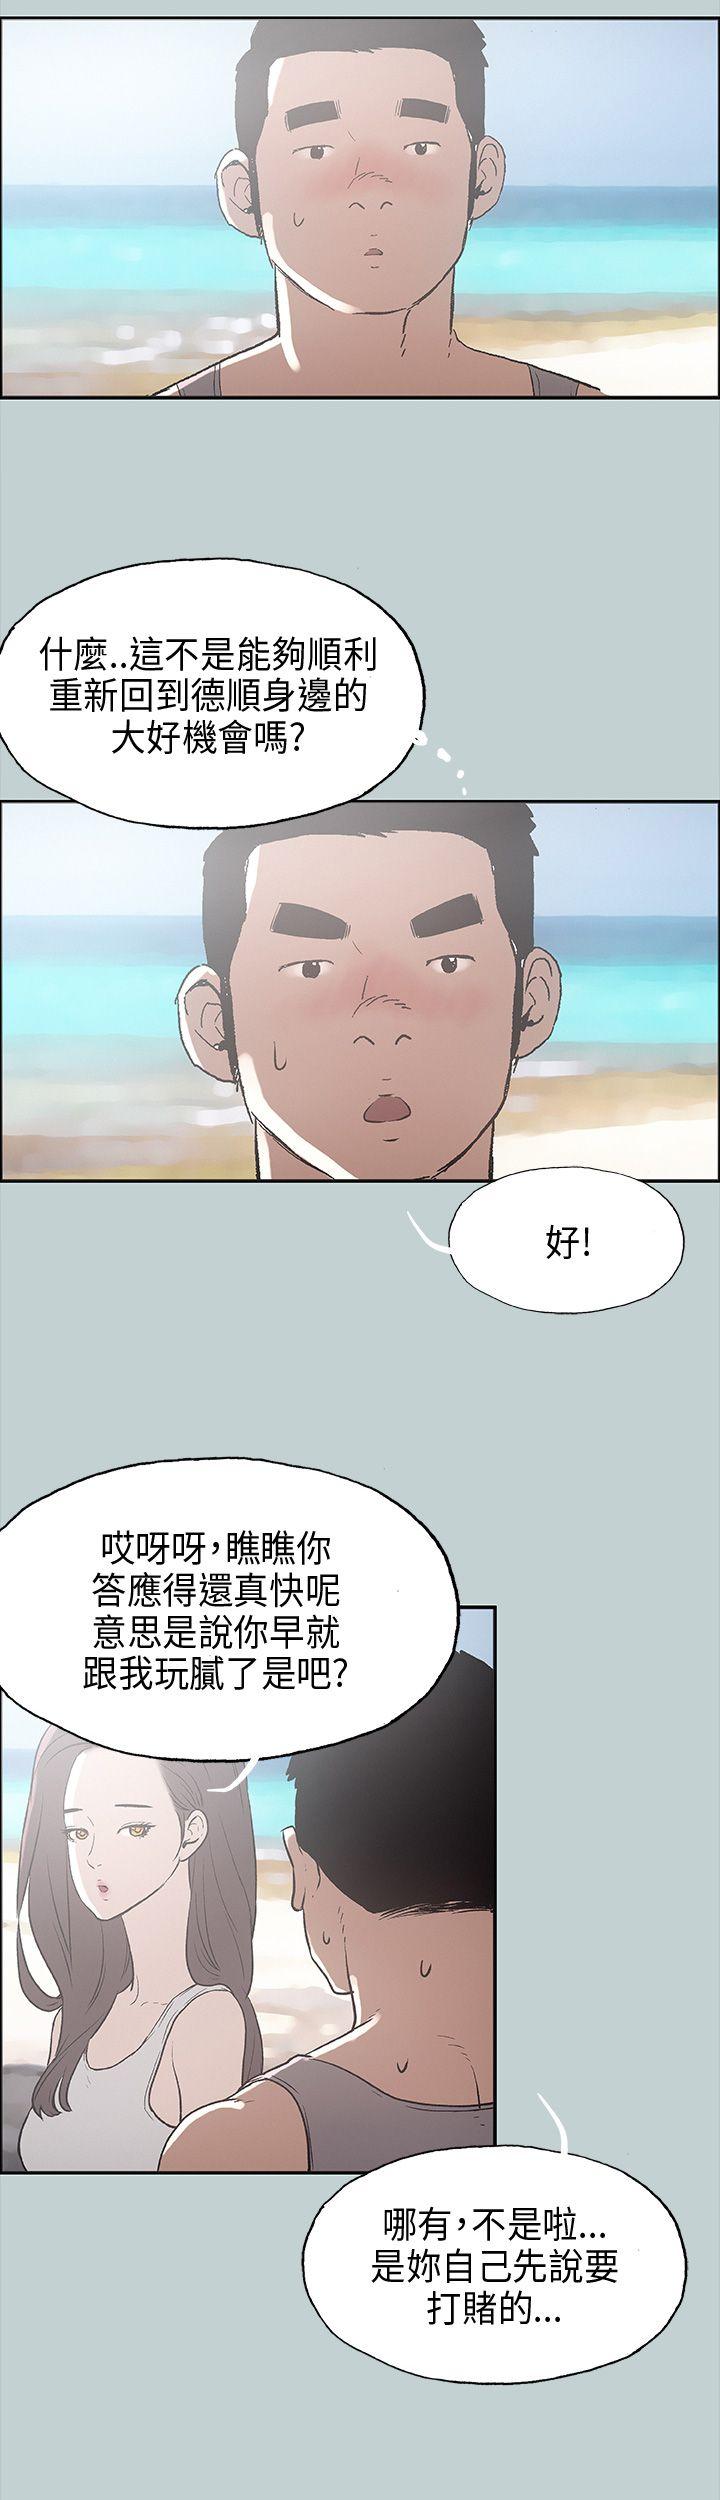 什麼..這不是能夠順利
重新回到德順身邊的
大好機會嗎?
好!
哎呀呀,瞧瞧你
答應得還真快呢
意思是說你早就
跟我玩膩了是吧?
哪有,不是啦...
是妳自己先說要
打賭的...